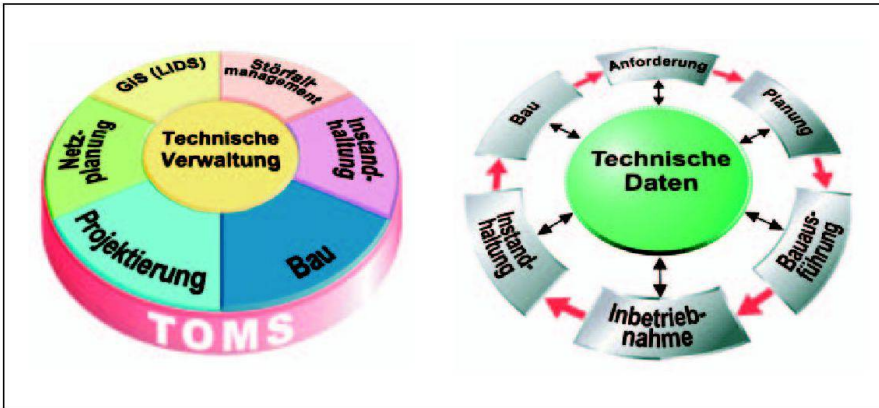 GIS (LIDS)
Störfall-
management
Netz-
planung
Technische
Verwaltung
Instand-
haltung
Projektierung
Bau
TOMS
Anforderung
Bau
Planung
Technische
Daten
Instand-
haltung
Bauaus-
führung
Inbetrieb-
nahme